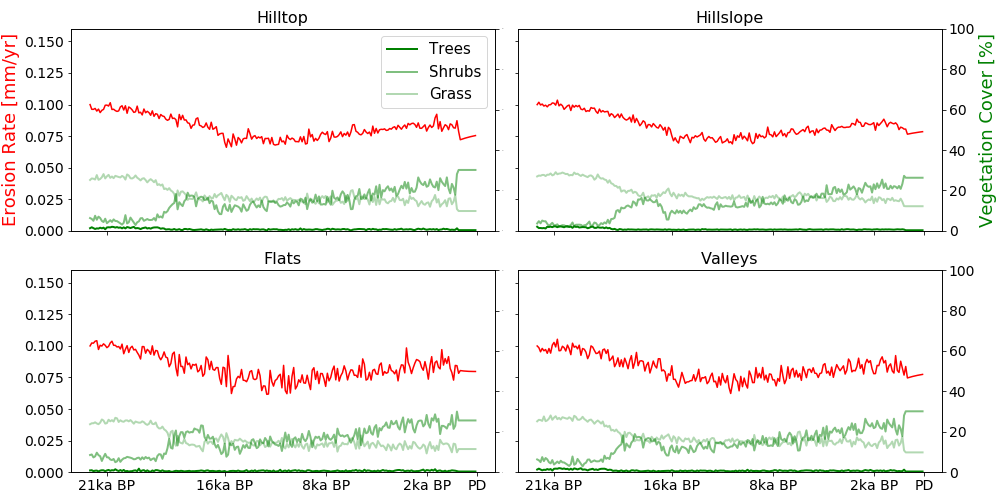 Hilltop
Hillslope
Erosion Rate [mm/yr]
0.150
0.125
0.100
0.075
0.050
0.025
0.000
Trees
Shrubs
Grass
100
80
60
40
20
0
Vegetation Cover [%]
Flats
Valleys
0.150
0.125
0.100
0.075
0.050
0.025
0.000
100
80
60
40
20
0
21ka BP 16ka BP 8ka BP 2ka BP PD
21ka BP 16ka BP 8ka BP 2ka BP PD